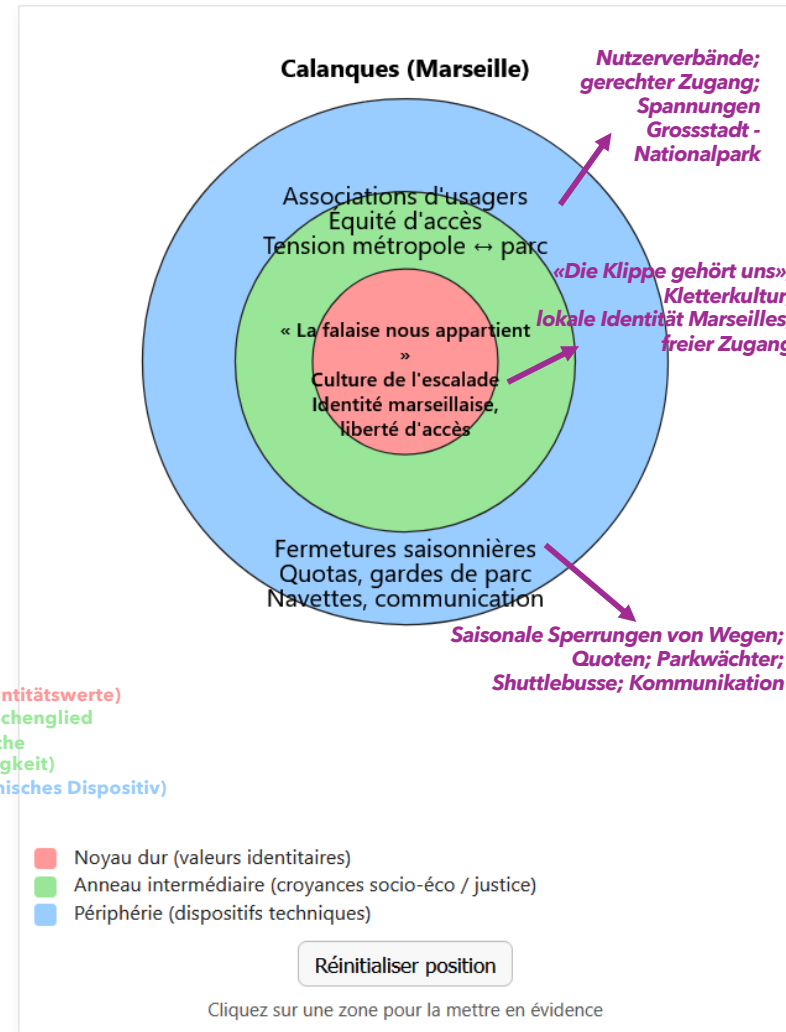 Calanques (Marseille)
Nutzerverbände;
gerechter Zugang;
Spannungen
Grossstadt -
Nationalpark
Associations d'usagers
Équité d'accès
Tension métropole ↔ parc
«Die Klippe gehört uns»,
Kletterkultur,
lokale Identität Marseilles,
freier Zugang
« La falaise nous appartient
»
Culture de l'escalade
Identité marseillaise,
liberté d'accès
Fermetures saisonnières
Quotas, gardes de parc
Navettes, communication
Saisonale Sperrungen von Wegen;
Quoten; Parkwächter;
Shuttlebusse; Kommunikation
ntitätswerte)
chenglied
che
gkeit)
nisches Dispositiv)
Noyau dur (valeurs identitaires)
Anneau intermédiaire (croyances socio-éco / justice)
Périphérie (dispositifs techniques)
Réinitialiser position
Cliquez sur une zone pour la mettre en évidence